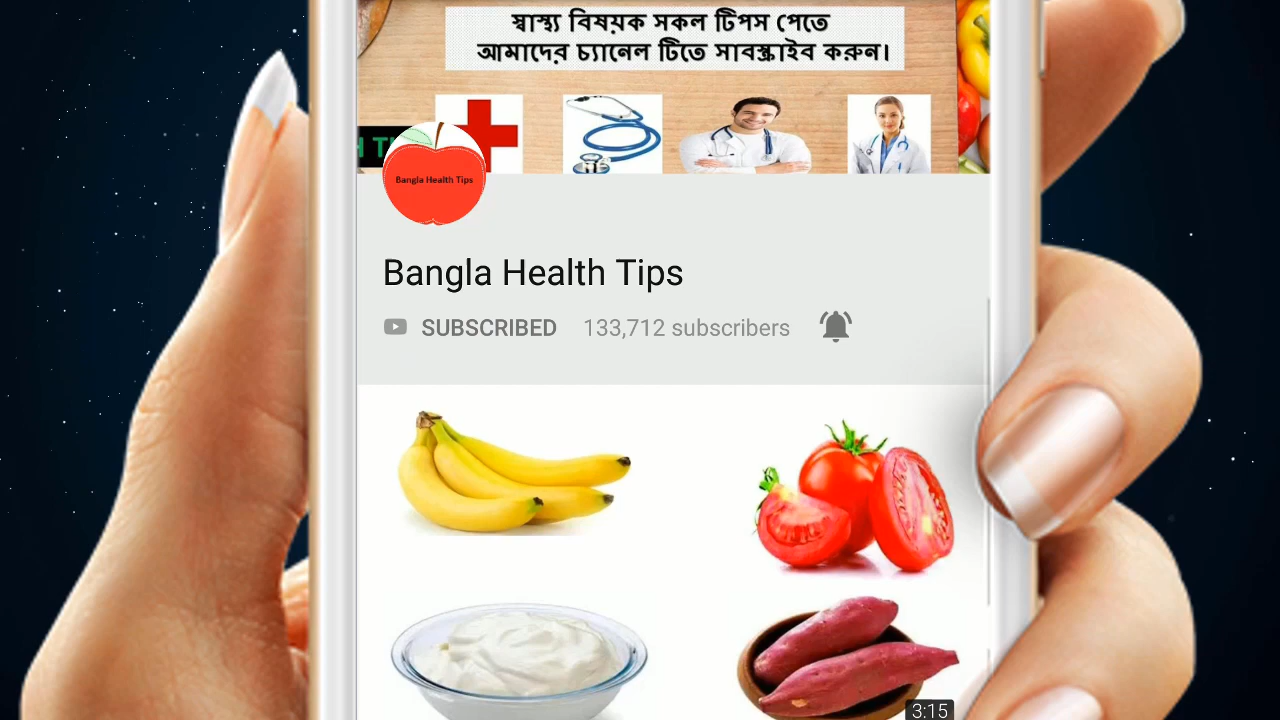 স্বাস্থ্য বিষয়ক সকল টিপস পেতে
আমাদের চ্যানেল টিতে সাবস্ক্রাইব করুন।
H T
Bangla Health Tips
Bangla Health Tips
SUBSCRIBED 133,712 subscribers
3:15